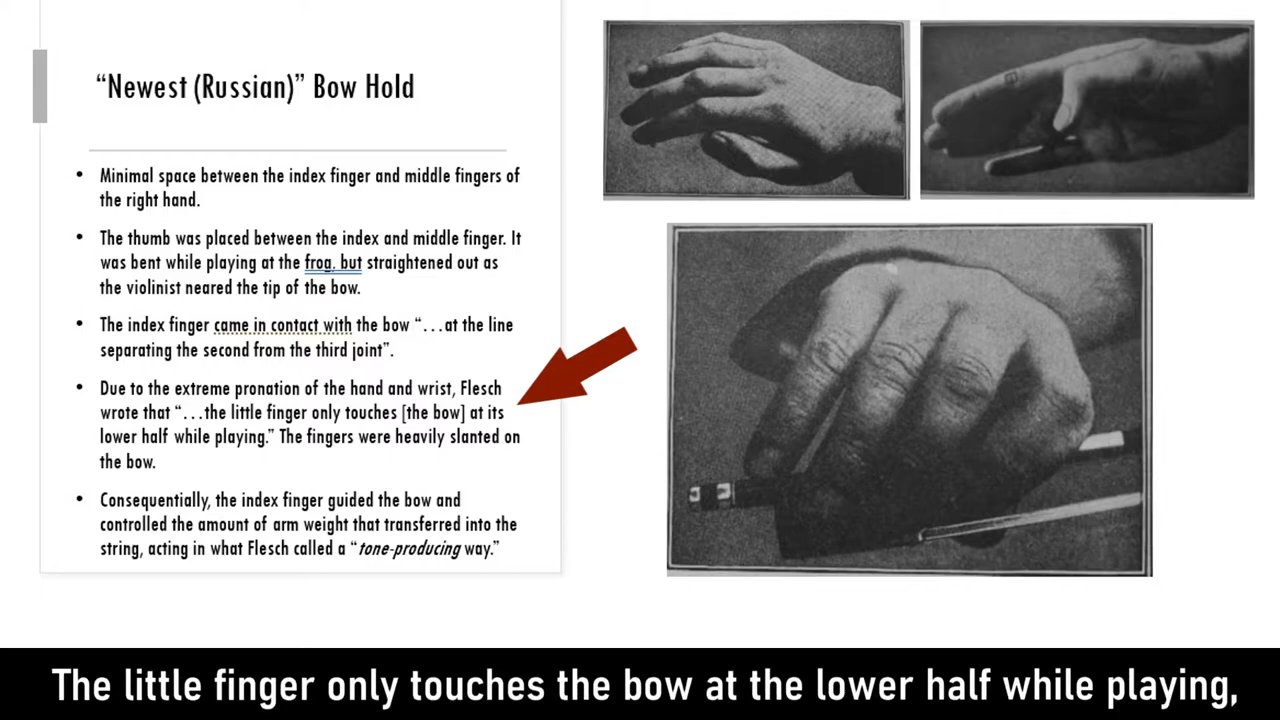 “Newest (Russian)” Bow Hold
• Minimal space between the index finger and middle fingers of
the right hand.
• The thumb was placed between the index and middle finger. It
was bent while playing at the frog, but straightened out as
the violinist neared the tip of the bow.
• The index finger came in contact with the bow “…at the line
separating the second from the third joint”.
• Due to the extreme pronation of the hand and wrist, Flesch
wrote that “…the little finger only touches [the bow] at its
lower half while playing.” The fingers were heavily slanted on
the bow.
• Consequentially, the index finger guided the bow and
controlled the amount of arm weight that transferred into the
string, acting in what Flesch called a “tone-producing way.”
The little finger only touches the bow at the lower half while playing,